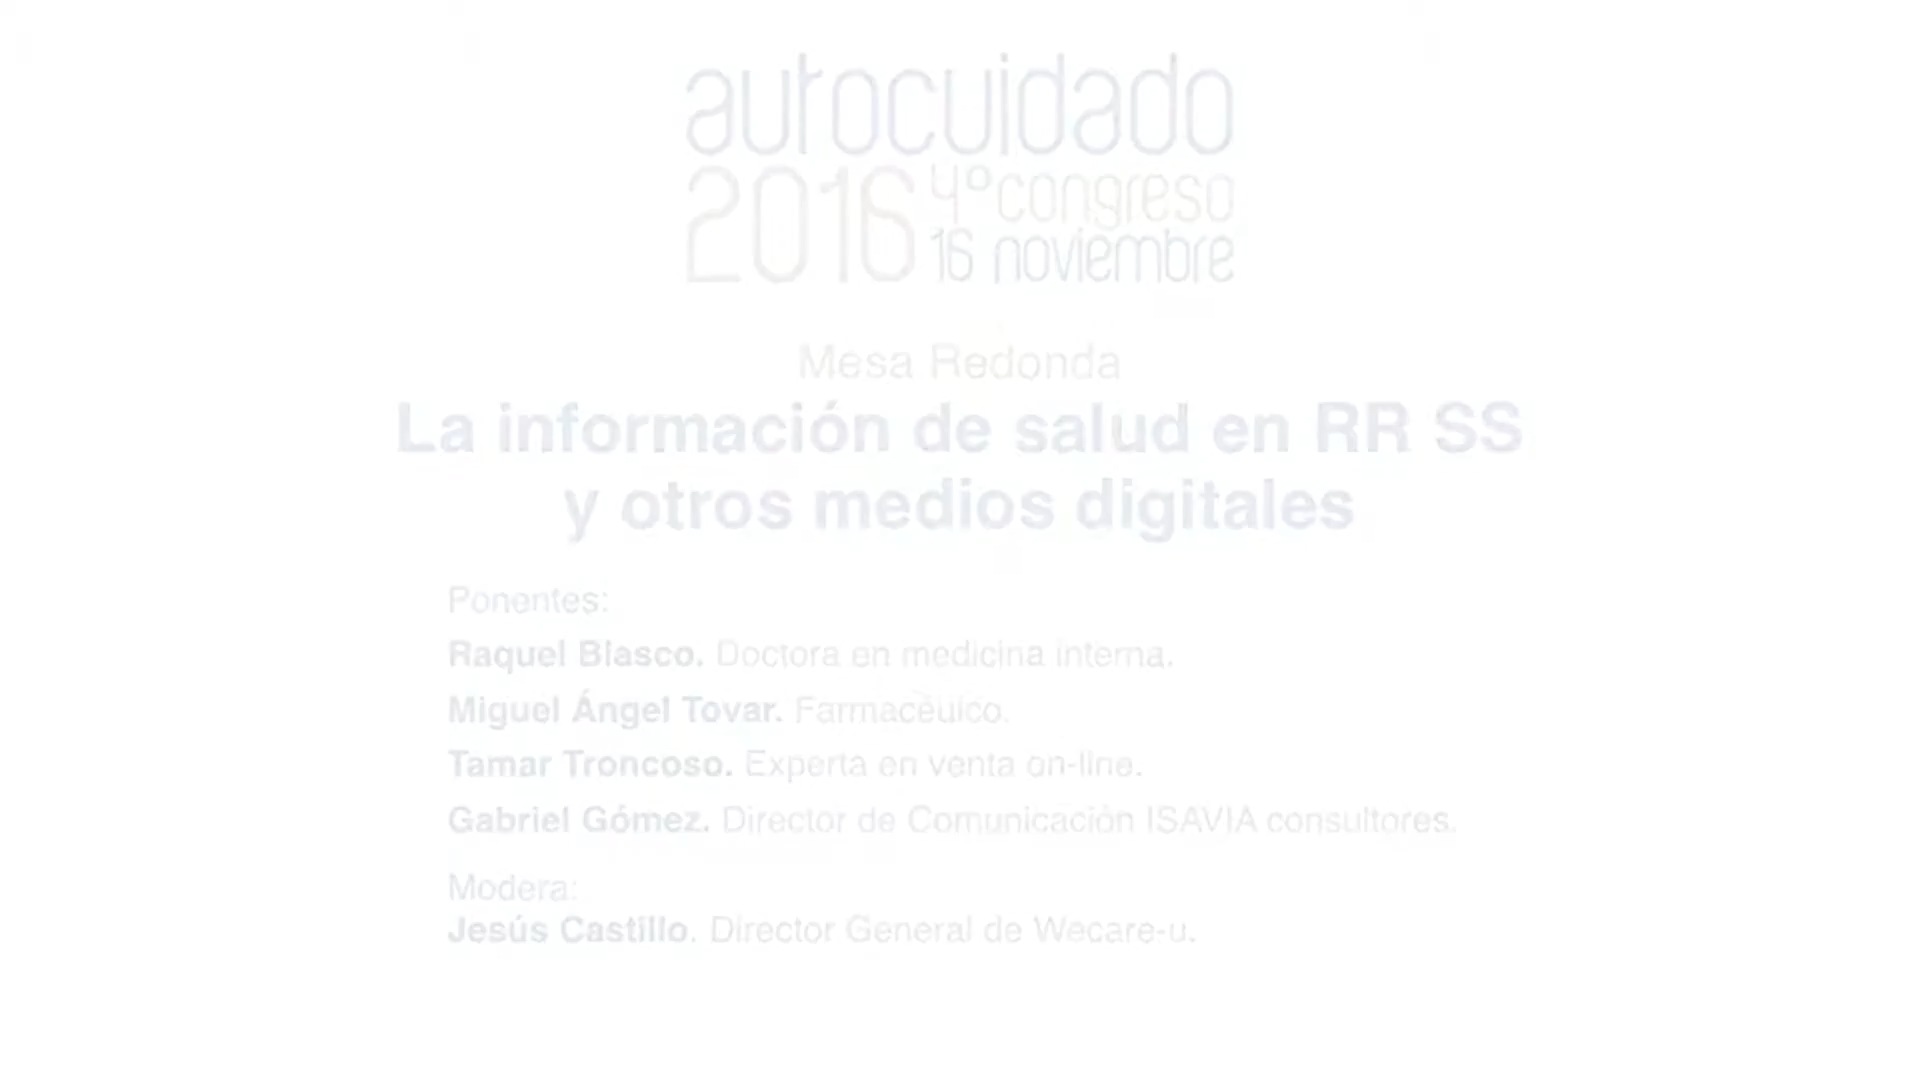 autocuidado
2016 4º congreso
16 noviembre
Mesa Redonda
La información de salud en RR SS
y otros medios digitales
Ponentes:
Raquel Blasco. Doctora en medicina interna.
Miguel Ángel Tovar. Farmacéuico.
Tamar Troncoso. Experta en venta on-line.
Gabriel Gómez. Director de Comunicación ISAVIA consultores.
Modera:
Jesús Castillo. Director General de Wecare-u.